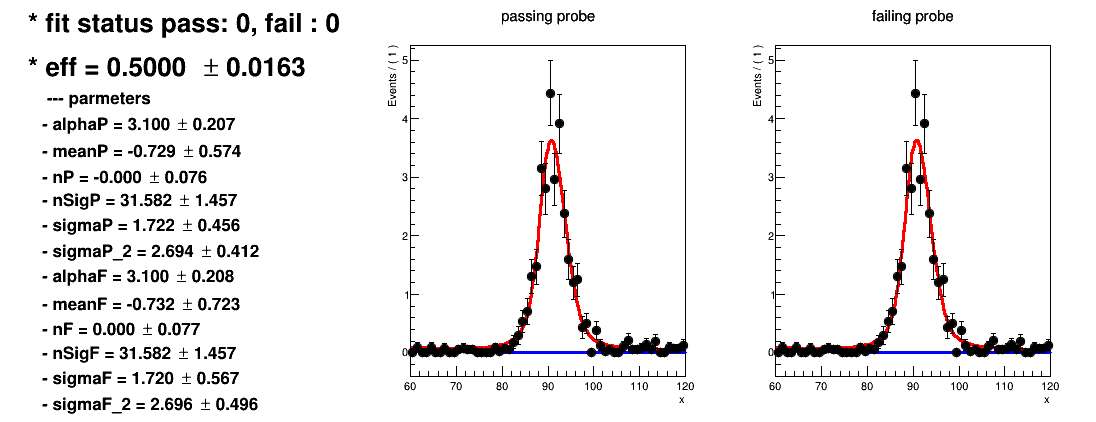 * fit status pass: 0, fail : 0
* eff = 0.5000 ± 0.0163
--- parmeters
- alphaP = 3.100 ± 0.207
- meanP = -0.729 ± 0.574
- nP = -0.000 ± 0.076
- nSigP = 31.582 ± 1.457
- sigmaP = 1.722 ± 0.456
- sigmaP_2 = 2.694 ± 0.412
- alphaF = 3.100 ± 0.208
- meanF = -0.732 ± 0.723
- nF = 0.000 ± 0.077
- nSigF = 31.582 ± 1.457
- sigmaF = 1.720 ± 0.567
- sigmaF_2 = 2.696 ± 0.496
passing probe
Events / ( 1 )
5
4
3
2
1
0
60 70 80 90 100 110 120
x
failing probe
Events / ( 1 )
5
4
3
2
1
0
60 70 80 90 100 110 120
x